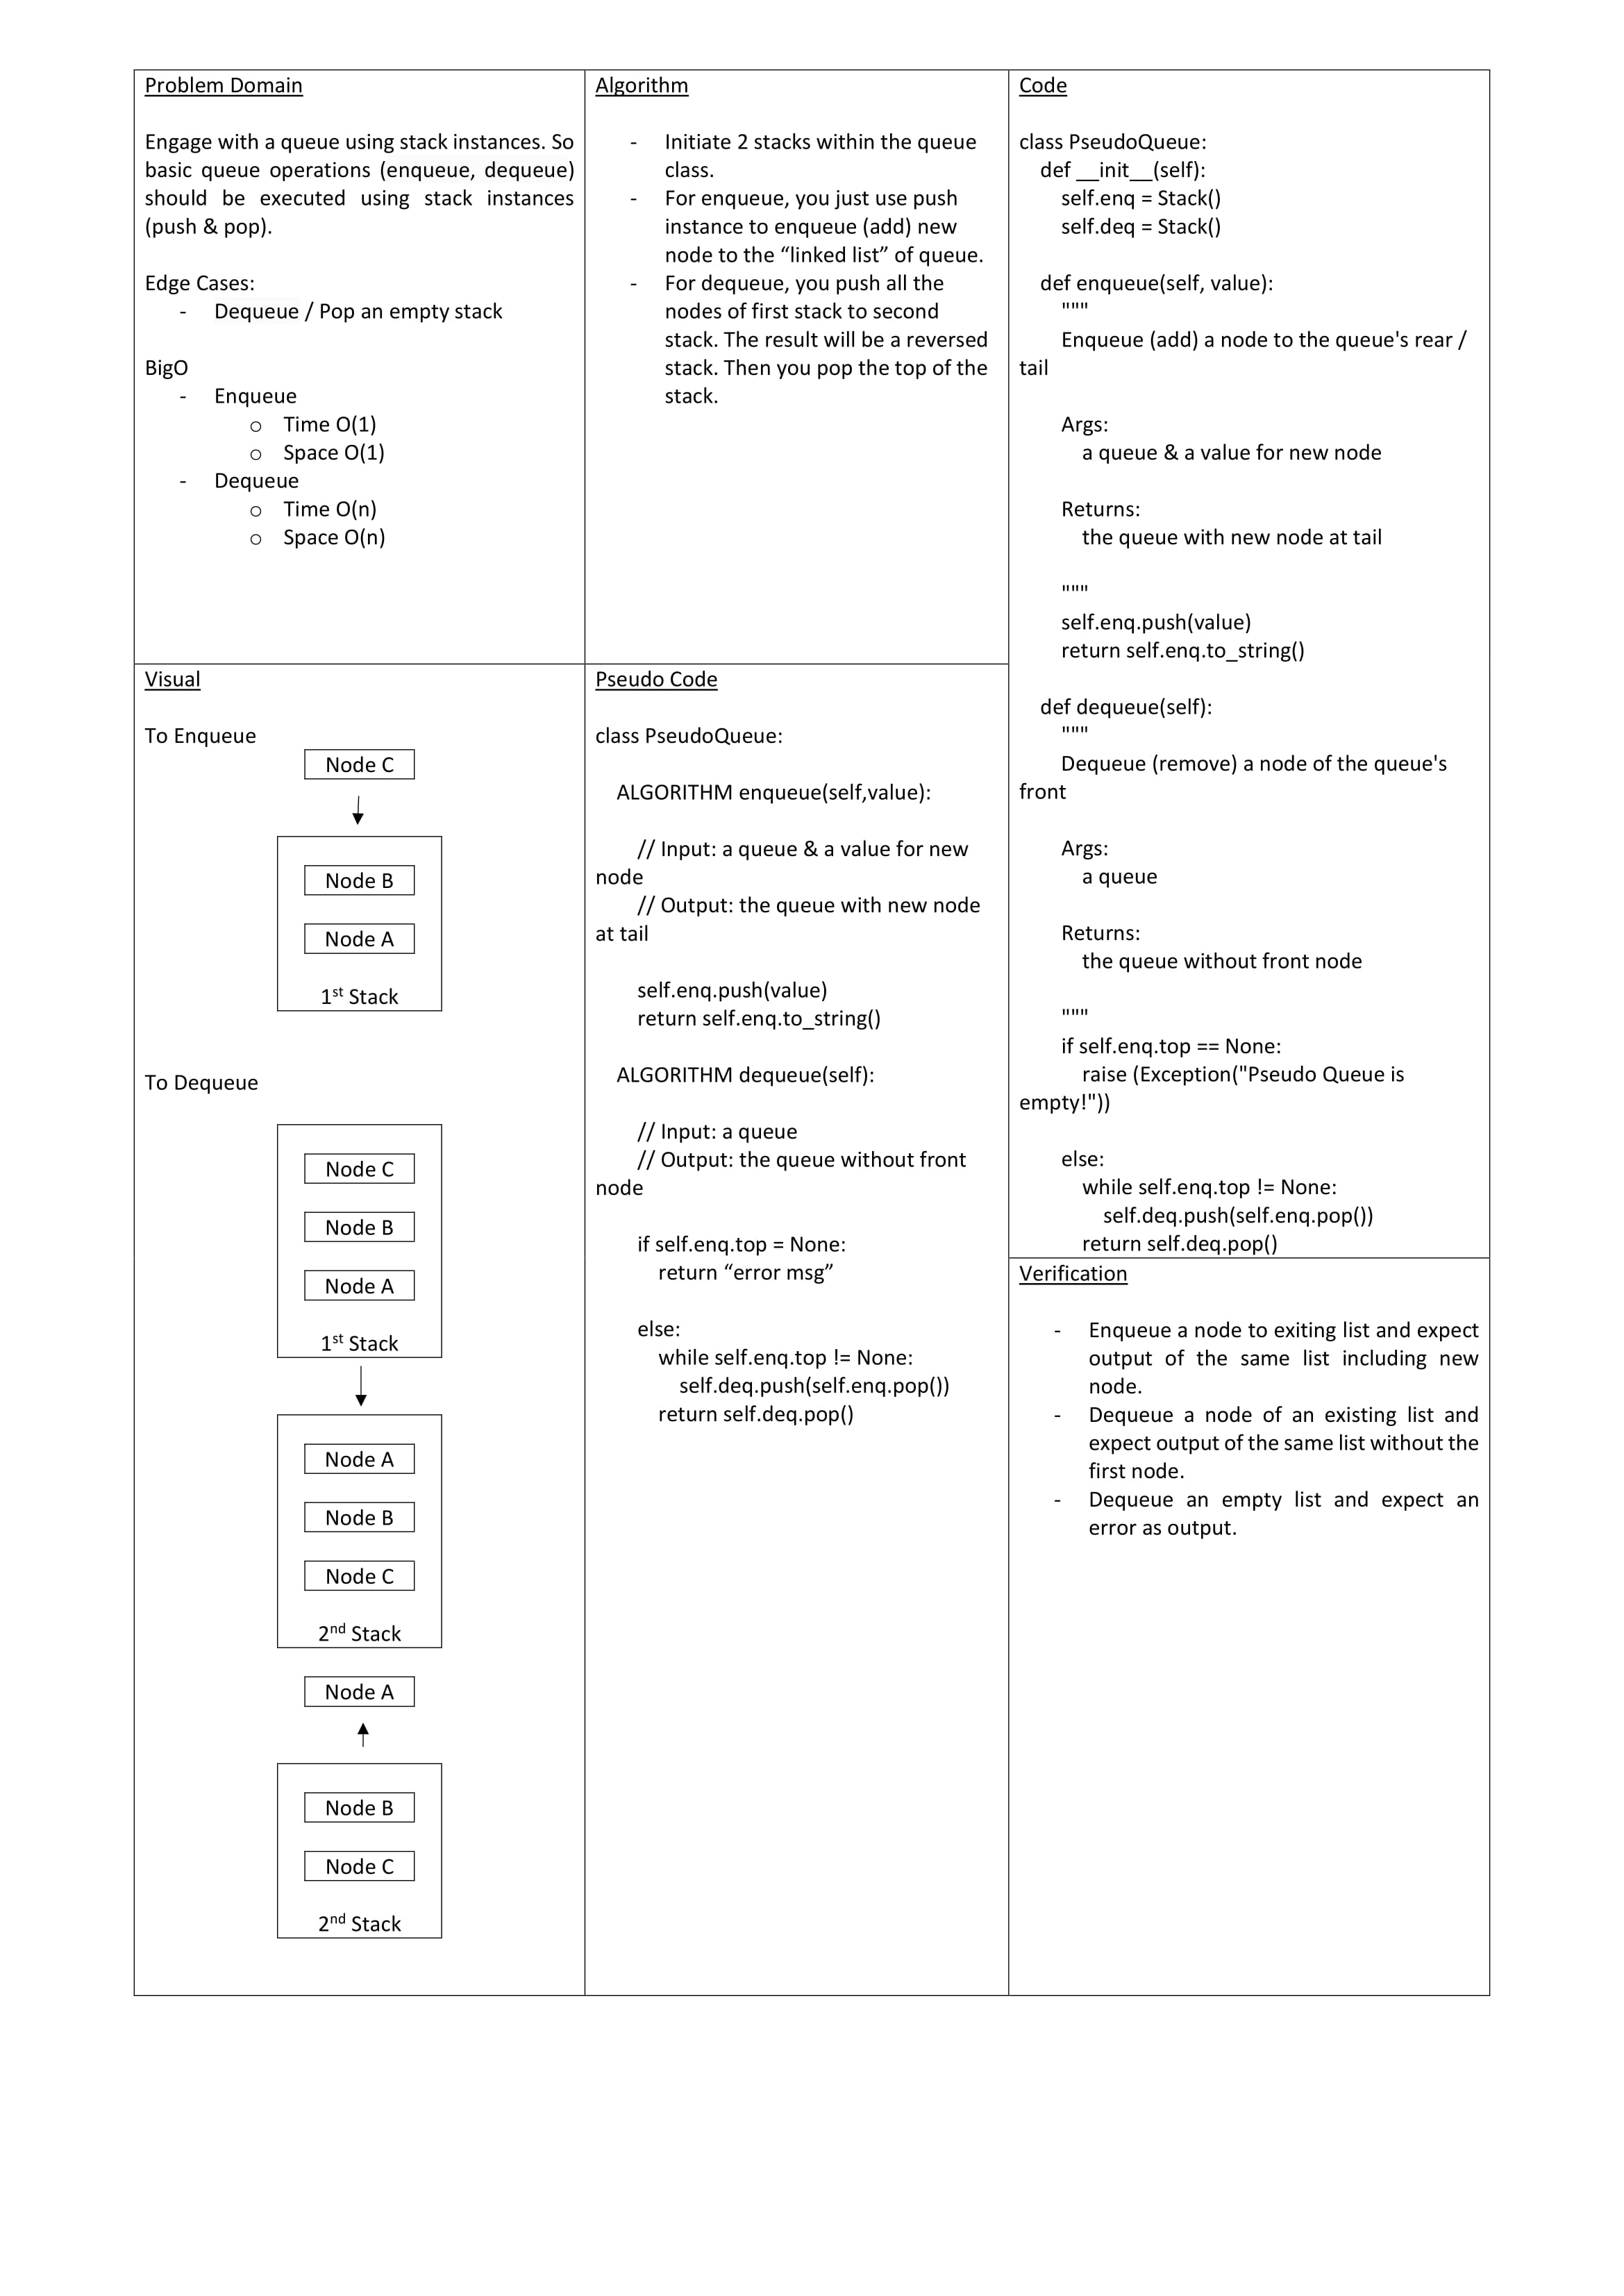 Problem Domain
Engage with a queue using stack instances. So
basic queue operations (enqueue, dequeue)
should be executed using stack instances
(push & pop).
Edge Cases:
- Dequeue / Pop an empty stack
BigO
- Enqueue
o Time O(1)
o Space O(1)
- Dequeue
o Time O(n)
o Space O(n)
Algorithm
- Initiate 2 stacks within the queue
class.
- For enqueue, you just use push
instance to enqueue (add) new
node to the “linked list” of queue.
- For dequeue, you push all the
nodes of first stack to second
stack. The result will be a reversed
stack. Then you pop the top of the
stack.
Code
class PseudoQueue:
def __init__(self):
self.enq = Stack()
self.deq = Stack()
def enqueue(self, value):
"""
Enqueue (add) a node to the queue's rear /
tail
Args:
a queue & a value for new node
Returns:
the queue with new node at tail
"""
self.enq.push(value)
return self.enq.to_string()
def dequeue(self):
"""
Dequeue (remove) a node of the queue's
front
Args:
a queue
Returns:
the queue without front node
"""
if self.enq.top == None:
raise (Exception("Pseudo Queue is
empty!"))
else:
while self.enq.top != None:
self.deq.push(self.enq.pop())
return self.deq.pop()
Visual
To Enqueue
Node C
Node B
Node A
1st Stack
To Dequeue
Node C
Node B
Node A
1st Stack
Node A
Node B
Node C
2nd Stack
Node A
Node B
Node C
2nd Stack
Pseudo Code
class PseudoQueue:
ALGORITHM enqueue(self,value):
// Input: a queue & a value for new
node
// Output: the queue with new node
at tail
self.enq.push(value)
return self.enq.to_string()
ALGORITHM dequeue(self):
// Input: a queue
// Output: the queue without front
node
if self.enq.top = None:
return “error msg”
else:
while self.enq.top != None:
self.deq.push(self.enq.pop())
return self.deq.pop()
Verification
- Enqueue a node to exiting list and expect
output of the same list including new
node.
- Dequeue a node of an existing list and
expect output of the same list without the
first node.
- Dequeue an empty list and expect an
error as output.